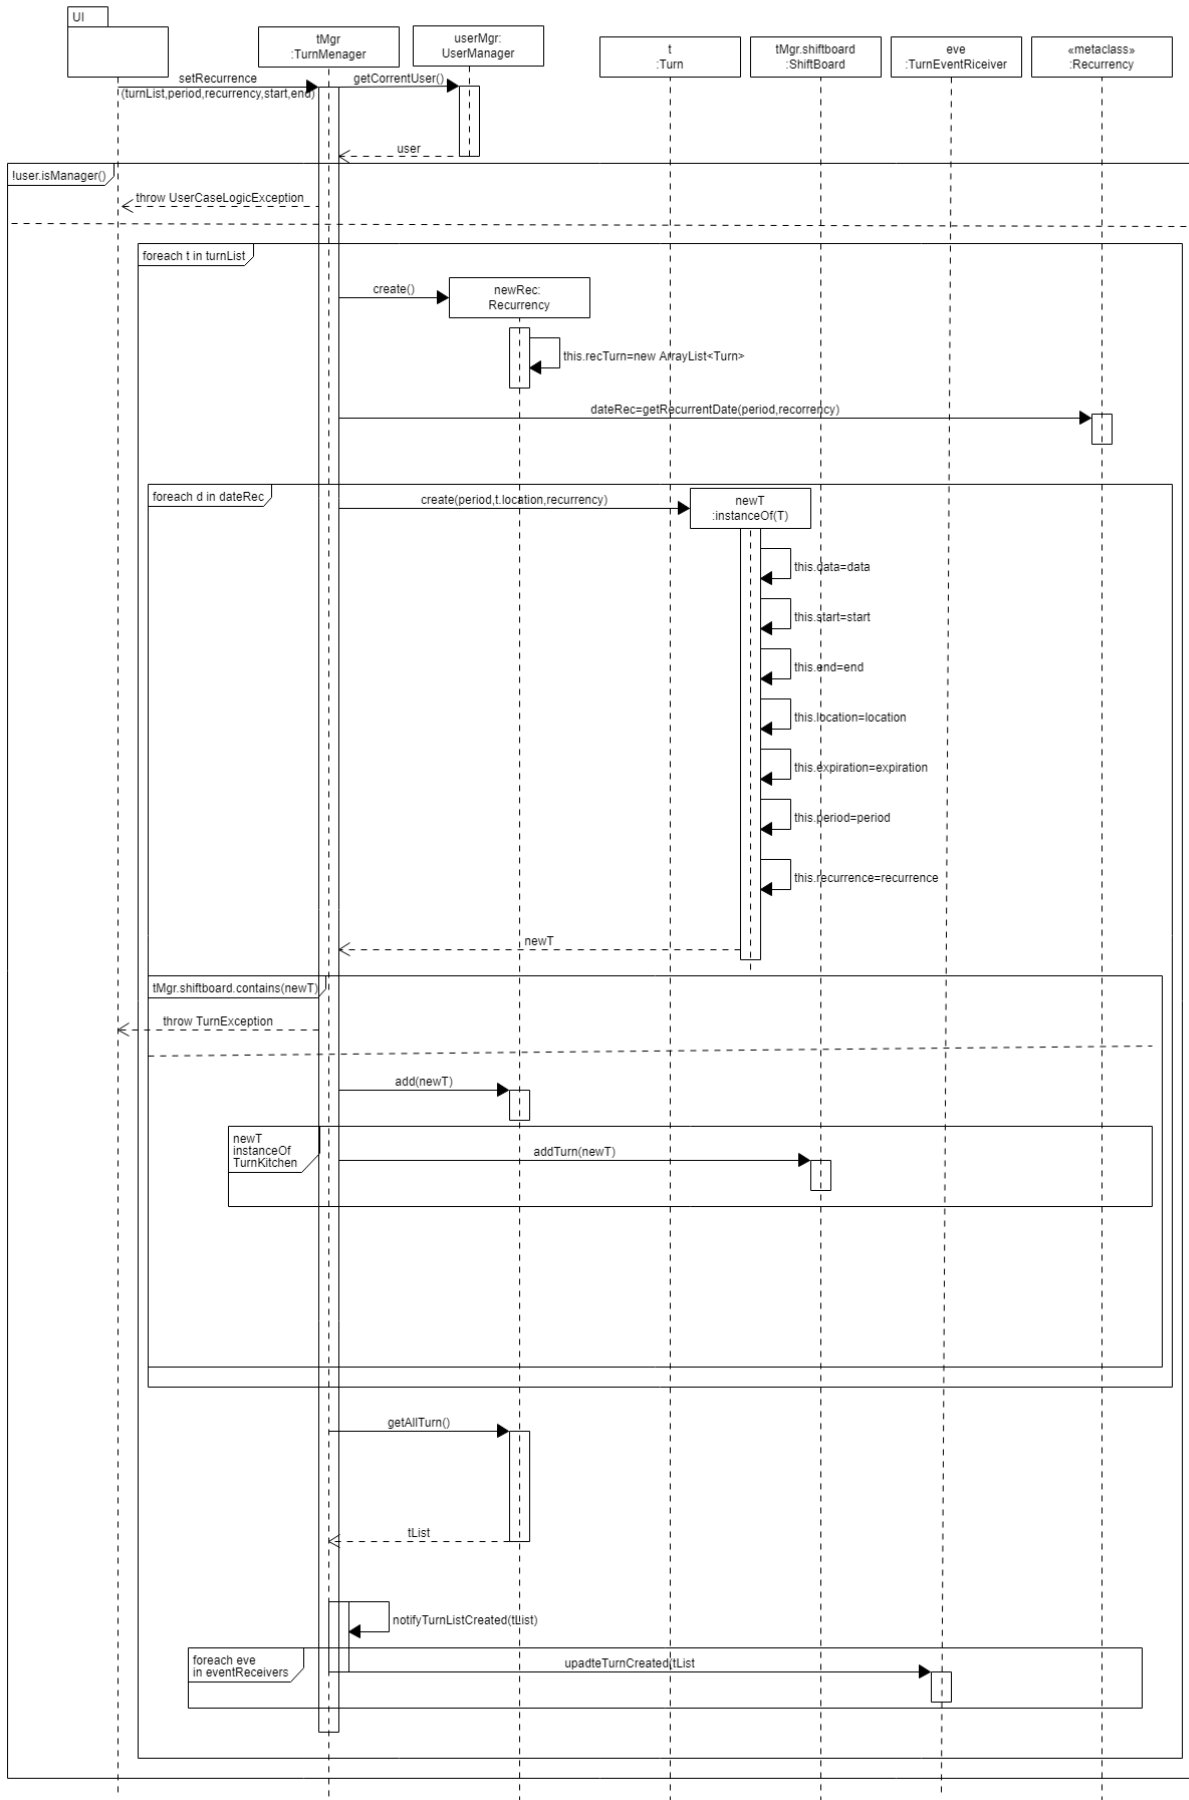 UI
tMgr
:TurnMenager
userMgr:
UserManager
t
:Turn
tMgr.shiftboard
:ShiftBoard
eve
:TurnEventRiceiver
«metaclass»
:Recurrency
setRecurrence
(turnList,period,recurrency,start,end)
getCorrentUser()
user
!user.isManager()
throw UserCaseLogicException
foreach t in turnList
create()
newRec:
Recurrency
this.recTurn=new ArrayList<Turn>
dateRec=getRecurrentDate(period,recorrency)
foreach d in dateRec
create(period,t.location,recurrency)
newT
:instanceOf(T)
this.data=data
this.start=start
this.end=end
this.location=location
this.expiration=expiration
this.period=period
this.recurrence=recurrence
newT
tMgr.shiftboard.contains(newT)
throw TurnException
add(newT)
newT
instanceOf
TurnKitchen
addTurn(newT)
getAllTurn()
tList
notifyTurnListCreated(tList)
foreach eve
in eventReceivers
upadteTurnCreated(tList